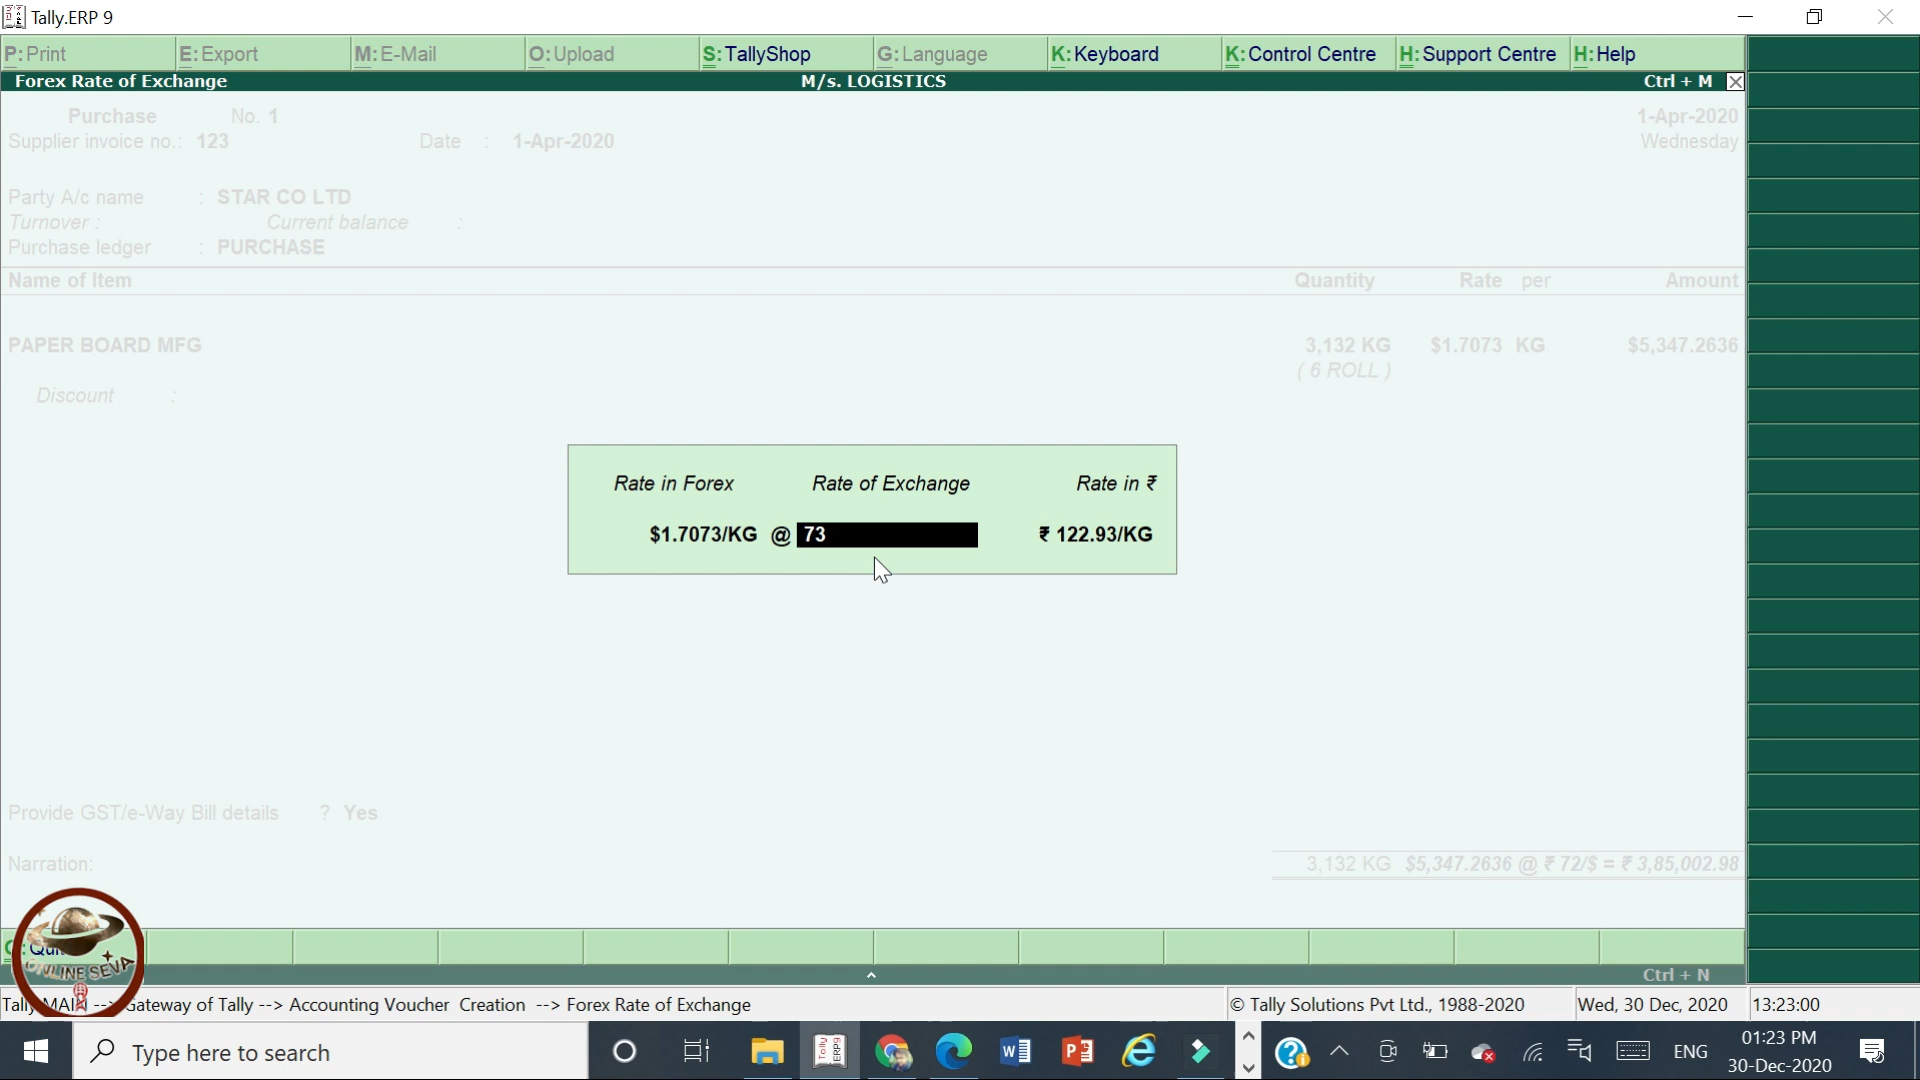 Tally.ERP 9
P: Print E: Export M: E-Mail O: Upload S: TallyShop G: Language K: Keyboard K: Control Centre H: Support Centre H: Help
Forex Rate of Exchange M/s. LOGISTICS Ctrl + M
Purchase No. 1 1-Apr-2020
Supplier invoice no.: 123 Date : 1-Apr-2020 Wednesday
Party A/c name : STAR CO LTD
Turnover : Current balance :
Purchase ledger : PURCHASE
Name of Item Quantity Rate per Amount
PAPER BOARD MFG 3,132 KG $1.7073 KG $5,347.2636
( 6 ROLL )
Discount :
Rate in Forex Rate of Exchange Rate in ₹
$1.7073/KG @ 73 ₹ 122.93/KG
Provide GST/e-Way Bill details ? Yes
Narration: 3,132 KG $5,347.2636 @ ₹ 72/$ = ₹ 3,85,002.98
ONLINE SEVA
Ctrl + N
Tally MAIN --> Gateway of Tally --> Accounting Voucher Creation --> Forex Rate of Exchange © Tally Solutions Pvt Ltd., 1988-2020 Wed, 30 Dec, 2020 13:23:00
Type here to search ENG 01:23 PM
30-Dec-2020